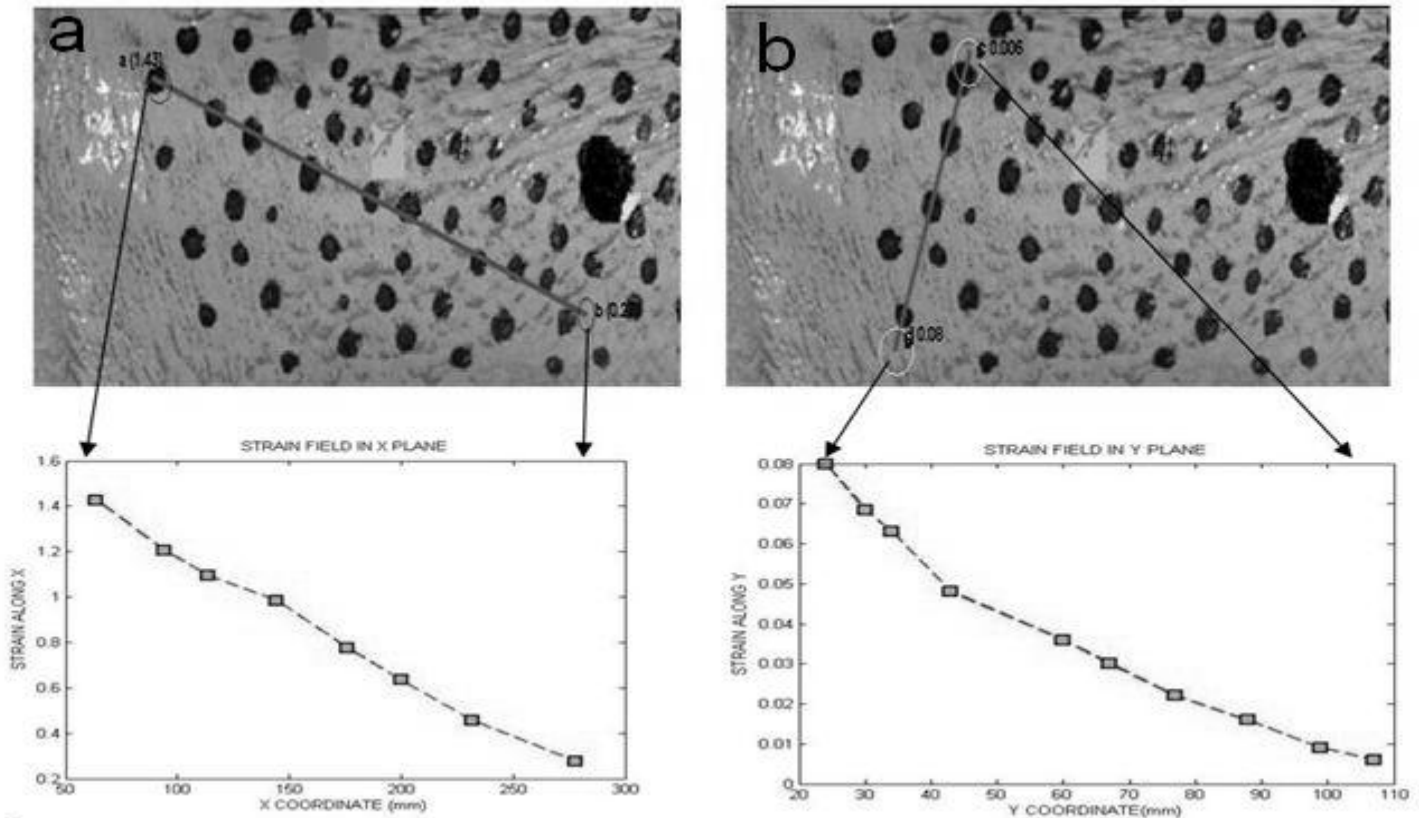 a
a (1.43)
b (0.28
b
c 0.006
0.08
STRAIN FIELD IN X PLANE
STRAIN ALONG X
1.6
1.4
1.2
1
0.8
0.6
0.4
0.2
50 100 150 200 250 300
X COORDINATE (mm)
STRAIN FIELD IN Y PLANE
STRAIN ALONG Y
0.08
0.07
0.06
0.05
0.04
0.03
0.02
0.01
0
20 30 40 50 60 70 80 90 100 110
Y COORDINATE(mm)